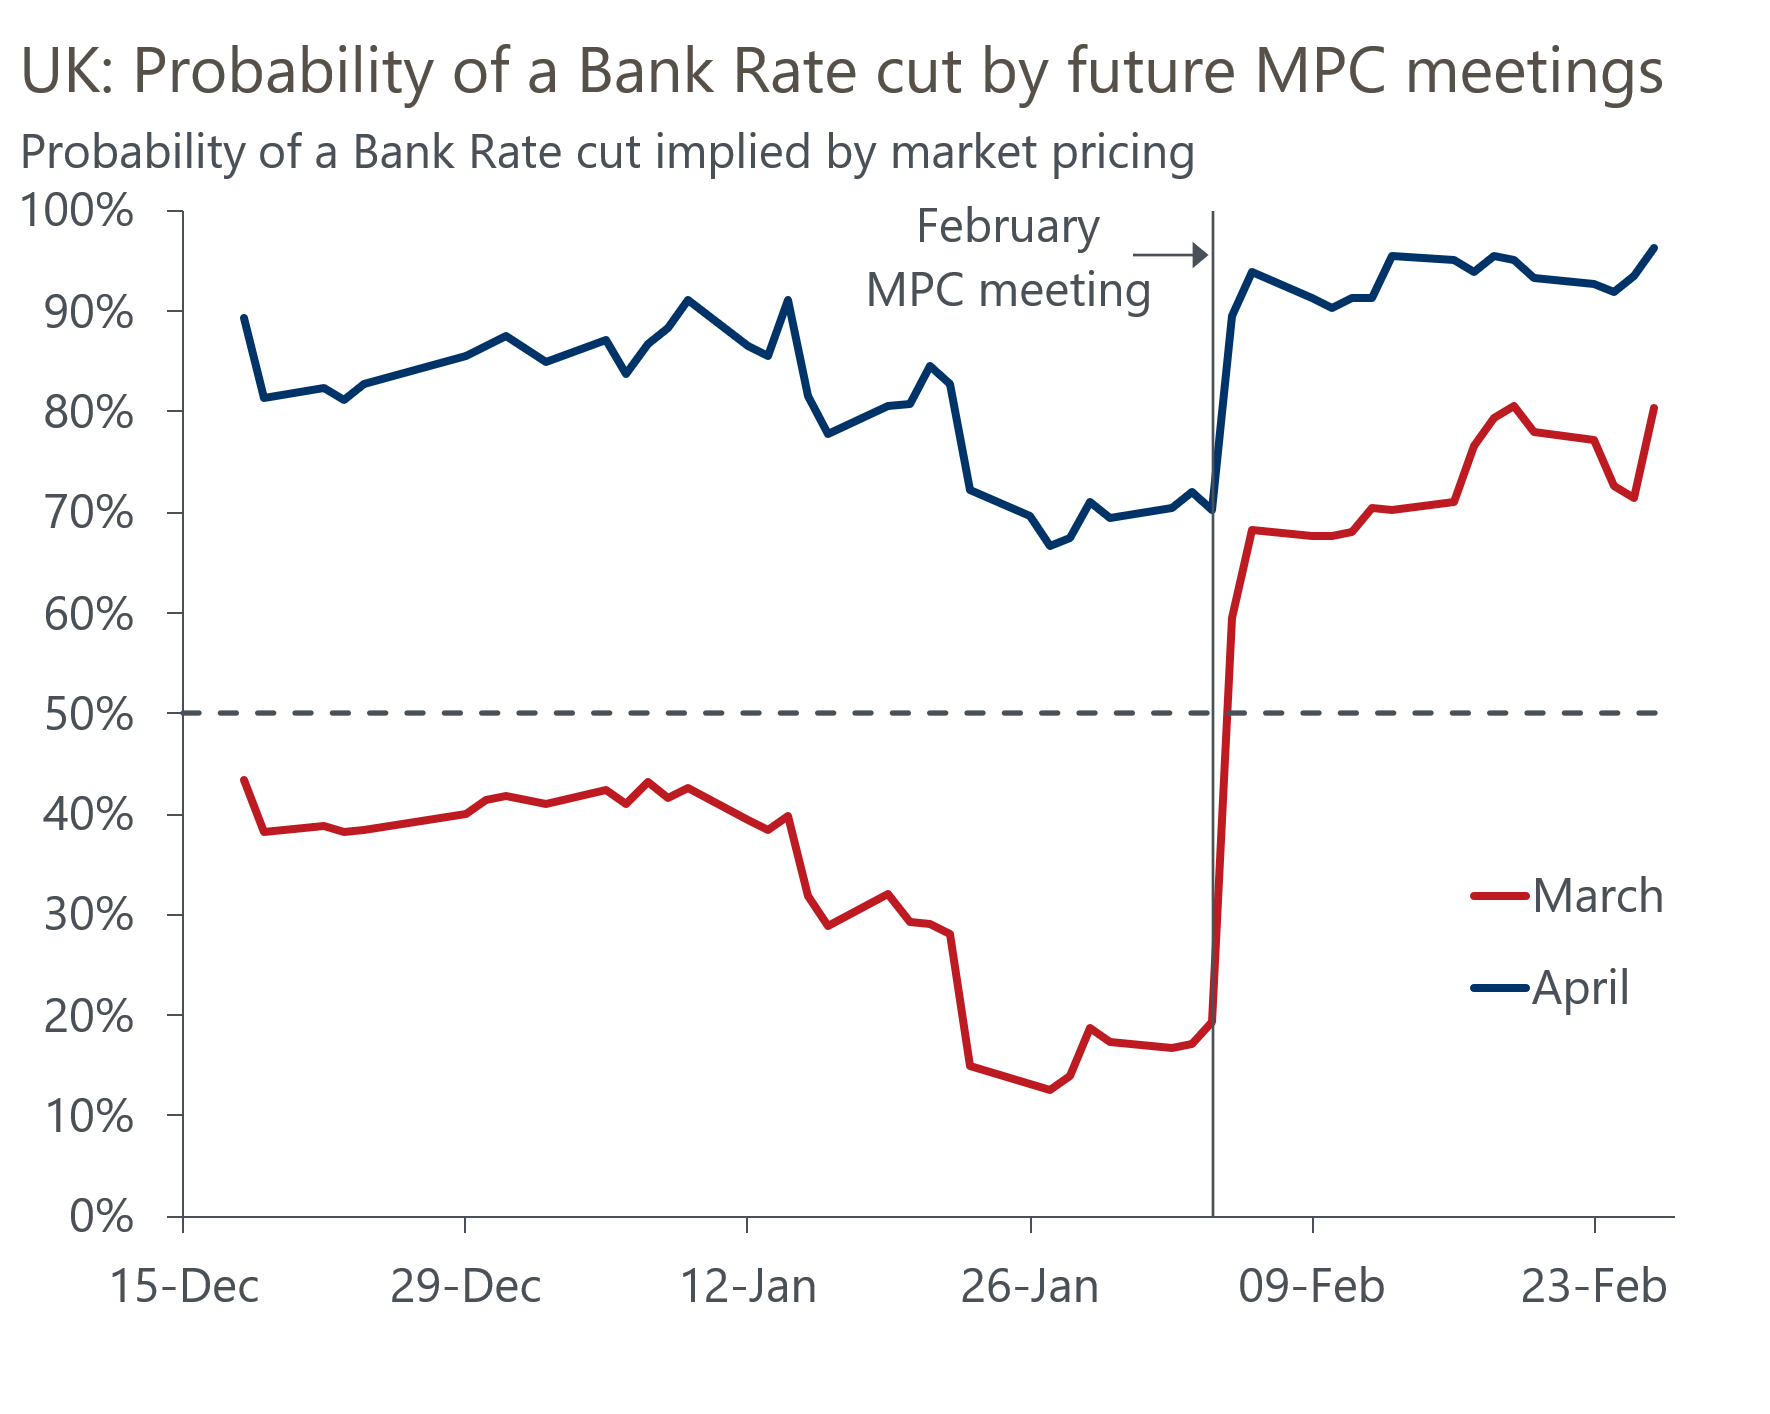 UK: Probability of a Bank Rate cut by future MPC meetings
Probability of a Bank Rate cut implied by market pricing
100%
90%
80%
70%
60%
50%
40%
30%
20%
10%
0%
February
MPC meeting
March
April
15-Dec
29-Dec
12-Jan
26-Jan
09-Feb
23-Feb